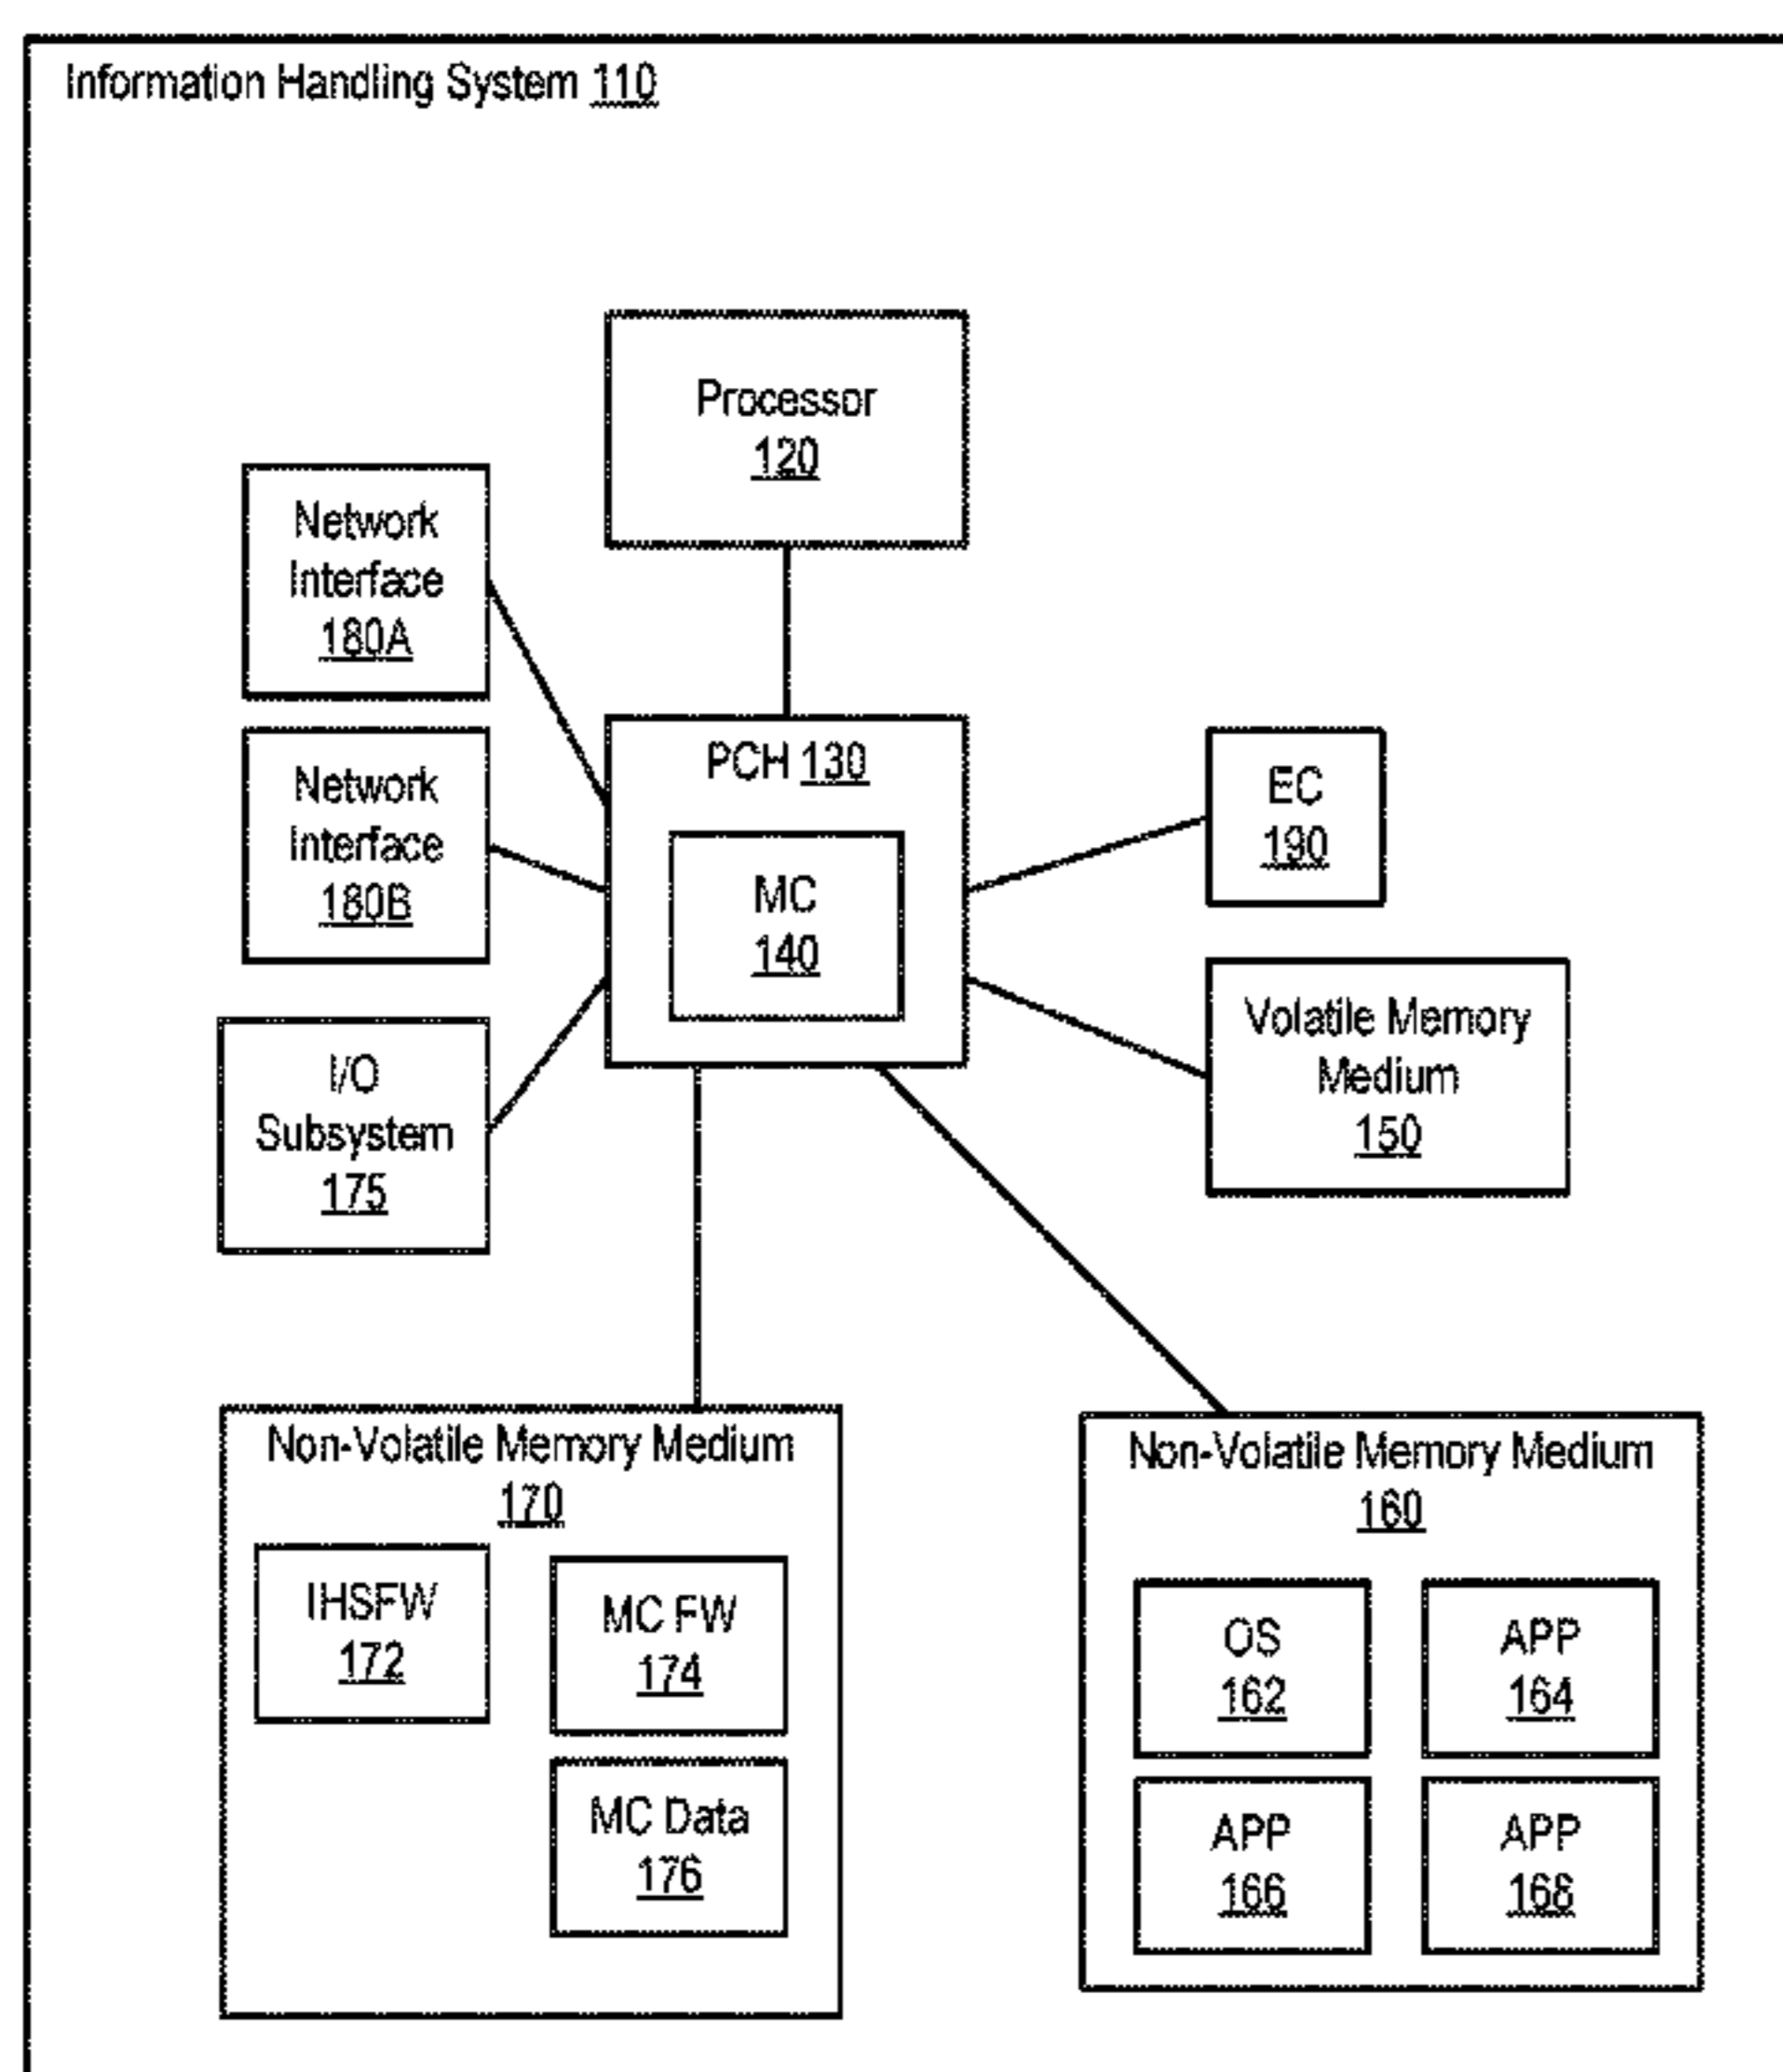 Information Handling System 110
Processor
120
Network
Interface
180A
Network
Interface
180B
I/O
Subsystem
175
PCH 130
MC
140
EC
190
Volatile Memory
Medium
150
Non-Volatile Memory Medium
170
IHSFW
172
MC FW
174
MC Data
176
Non-Volatile Memory Medium
160
OS
162
APP
164
APP
166
APP
168